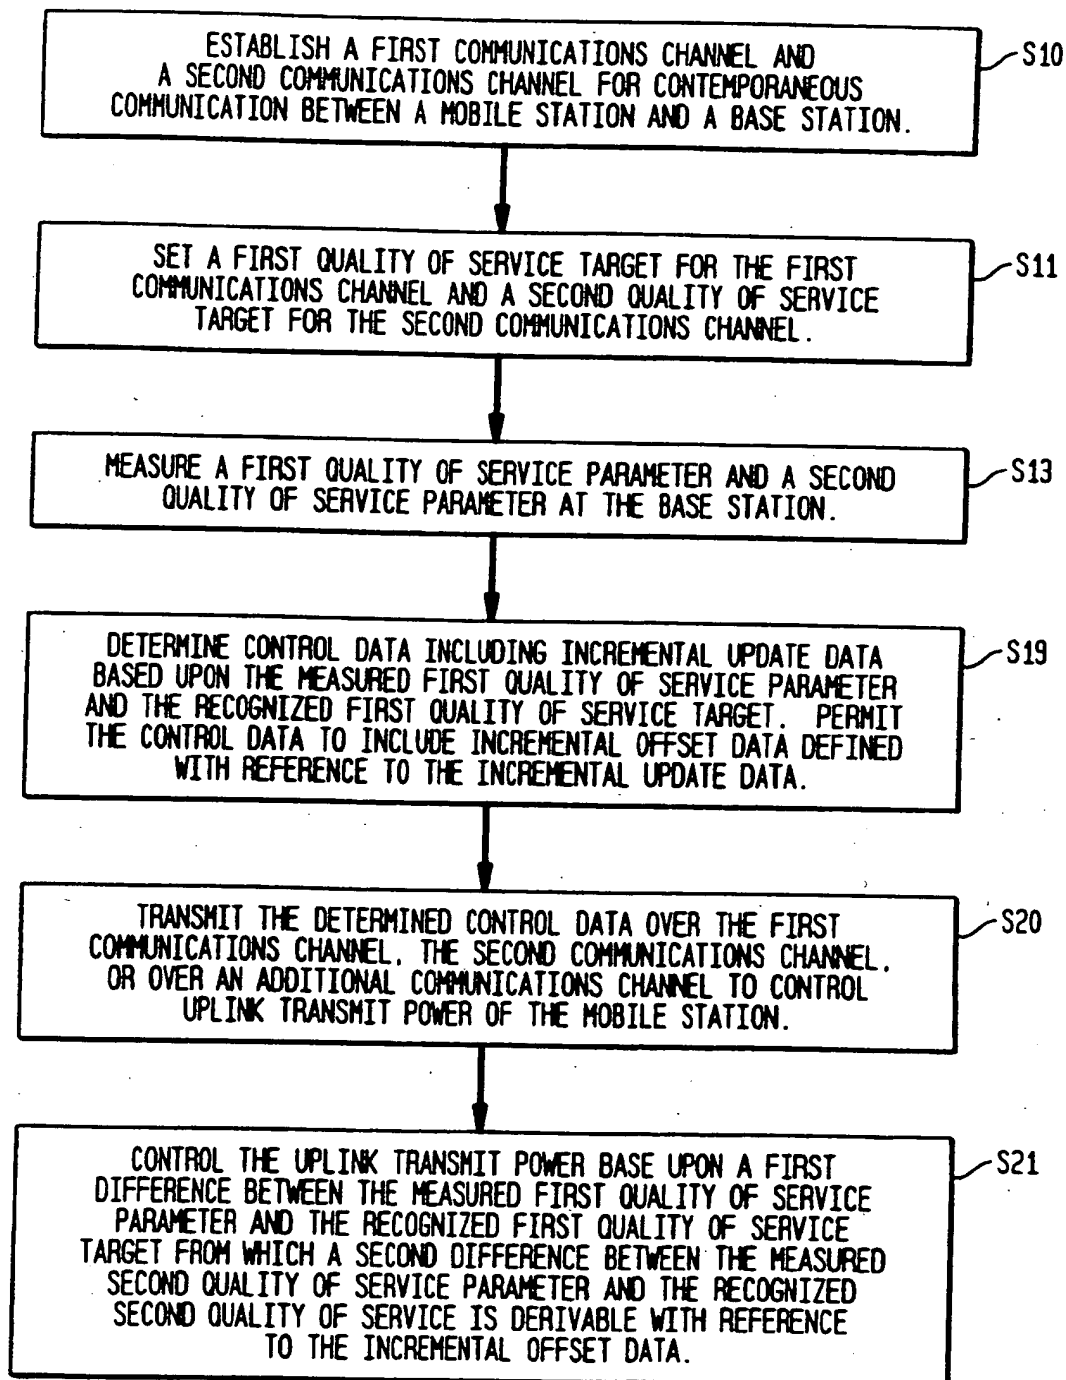 ESTABLISH A FIRST COMMUNICATIONS CHANNEL AND
A SECOND COMMUNICATIONS CHANNEL FOR CONTEMPORANEOUS
COMMUNICATION BETWEEN A MOBILE STATION AND A BASE STATION.
S10
SET A FIRST QUALITY OF SERVICE TARGET FOR THE FIRST
COMMUNICATIONS CHANNEL AND A SECOND QUALITY OF SERVICE
TARGET FOR THE SECOND COMMUNICATIONS CHANNEL.
S11
MEASURE A FIRST QUALITY OF SERVICE PARAMETER AND A SECOND
QUALITY OF SERVICE PARAMETER AT THE BASE STATION.
S13
DETERMINE CONTROL DATA INCLUDING INCREMENTAL UPDATE DATA
BASED UPON THE MEASURED FIRST QUALITY OF SERVICE PARAMETER
AND THE RECOGNIZED FIRST QUALITY OF SERVICE TARGET. PERMIT
THE CONTROL DATA TO INCLUDE INCREMENTAL OFFSET DATA DEFINED
WITH REFERENCE TO THE INCREMENTAL UPDATE DATA.
S19
TRANSMIT THE DETERMINED CONTROL DATA OVER THE FIRST
COMMUNICATIONS CHANNEL, THE SECOND COMMUNICATIONS CHANNEL,
OR OVER AN ADDITIONAL COMMUNICATIONS CHANNEL TO CONTROL
UPLINK TRANSMIT POWER OF THE MOBILE STATION.
S20
CONTROL THE UPLINK TRANSMIT POWER BASE UPON A FIRST
DIFFERENCE BETWEEN THE MEASURED FIRST QUALITY OF SERVICE
PARAMETER AND THE RECOGNIZED FIRST QUALITY OF SERVICE
TARGET FROM WHICH A SECOND DIFFERENCE BETWEEN THE MEASURED
SECOND QUALITY OF SERVICE PARAMETER AND THE RECOGNIZED
SECOND QUALITY OF SERVICE IS DERIVABLE WITH REFERENCE
TO THE INCREMENTAL OFFSET DATA.
S21